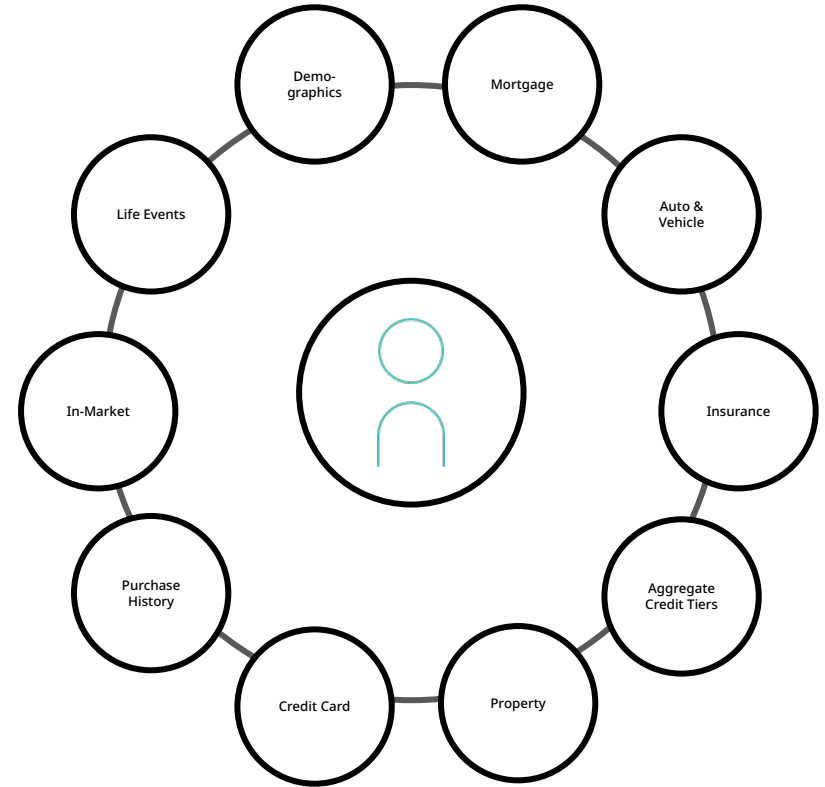 Demo-
graphics
Mortgage
Life Events
Auto &
Vehicle
In-Market
Insurance
Purchase
History
Aggregate
Credit Tiers
Credit Card
Property